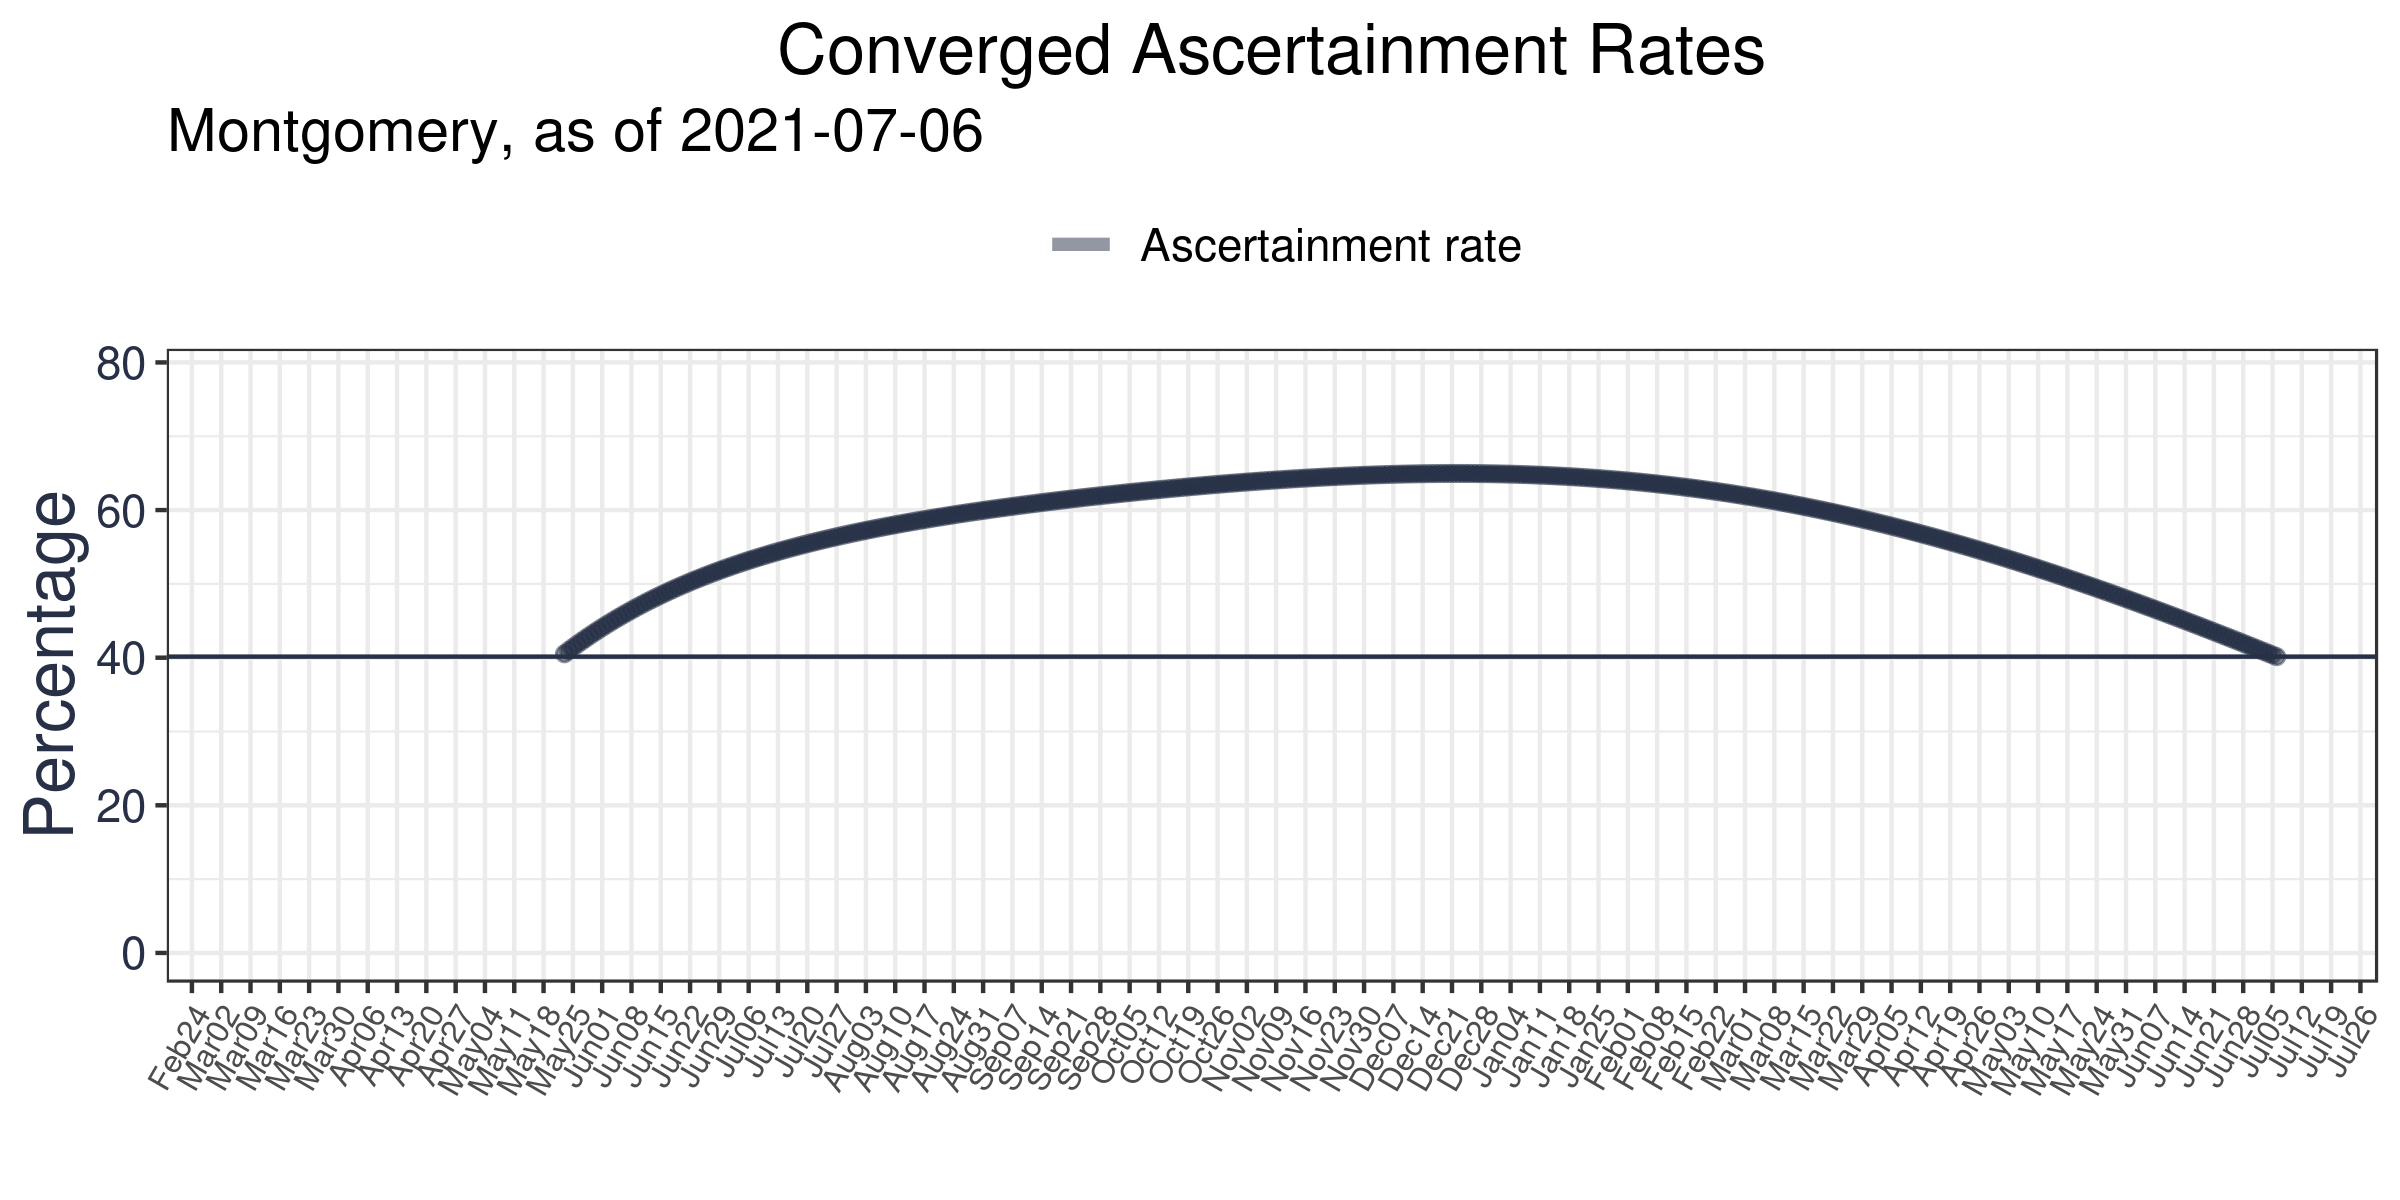 Converged Ascertainment Rates
Montgomery, as of 2021-07-06
Ascertainment rate
Percentage
80
60
40
20
0
Feb24
Mar02
Mar09
Mar16
Mar23
Mar30
Apr06
Apr13
Apr20
Apr27
May04
May11
May18
May25
Jun01
Jun08
Jun15
Jun22
Jun29
Jul06
Jul13
Jul20
Jul27
Aug03
Aug10
Aug17
Aug24
Aug31
Sep07
Sep14
Sep21
Sep28
Oct05
Oct12
Oct19
Oct26
Nov02
Nov09
Nov16
Nov23
Nov30
Dec07
Dec14
Dec21
Dec28
Jan04
Jan11
Jan18
Jan25
Feb01
Feb08
Feb15
Feb22
Mar01
Mar08
Mar15
Mar22
Mar29
Apr05
Apr12
Apr19
Apr26
May03
May10
May17
May24
May31
Jun07
Jun14
Jun21
Jun28
Jul05
Jul12
Jul19
Jul26